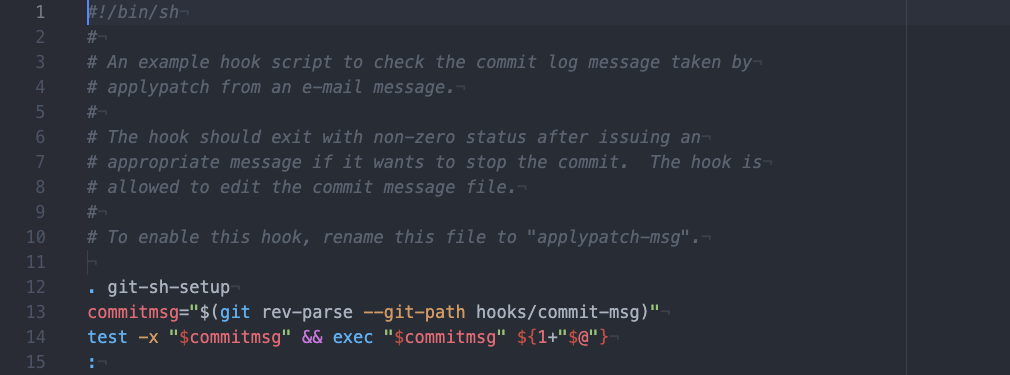 1 #!/bin/sh¬
2 #¬
3 # An example hook script to check the commit log message taken by¬
4 # applypatch from an e-mail message.¬
5 #¬
6 # The hook should exit with non-zero status after issuing an¬
7 # appropriate message if it wants to stop the commit.  The hook is¬
8 # allowed to edit the commit message file.¬
9 #¬
10 # To enable this hook, rename this file to "applypatch-msg".¬
11 ¬
12 . git-sh-setup¬
13 commitmsg="$(git rev-parse --git-path hooks/commit-msg)"¬
14 test -x "$commitmsg" && exec "$commitmsg" ${1+"$@"}¬
15 :¬